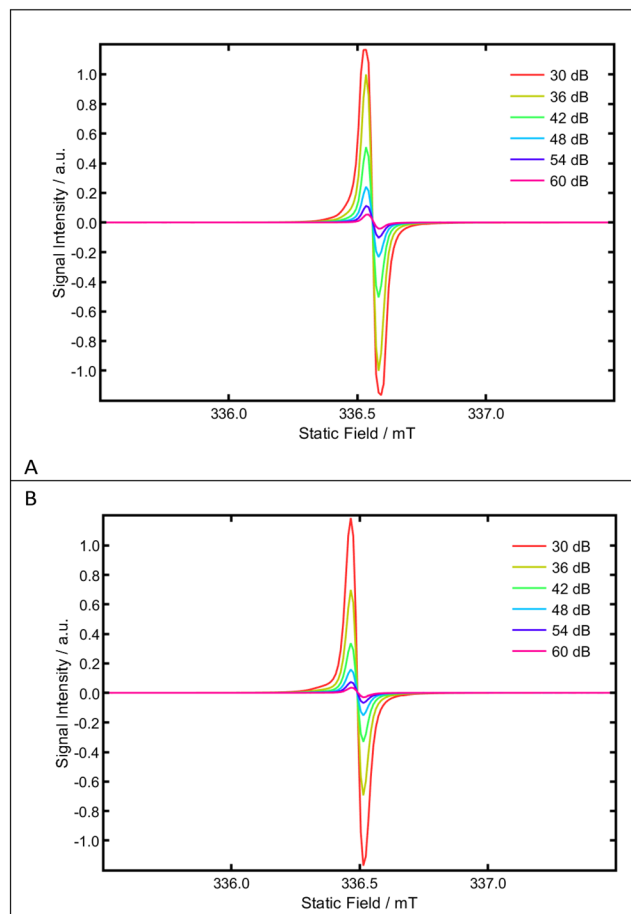 1.0
0.8
0.6
0.4
0.2
0.0
-0.2
-0.4
-0.6
-0.8
-1.0
Signal Intensity / a.u.
30 dB
36 dB
42 dB
48 dB
54 dB
60 dB
336.0
336.5
337.0
Static Field / mT
A
B
1.0
0.8
0.6
0.4
0.2
0.0
-0.2
-0.4
-0.6
-0.8
-1.0
Signal Intensity / a.u.
30 dB
36 dB
42 dB
48 dB
54 dB
60 dB
336.0
336.5
337.0
Static Field / mT